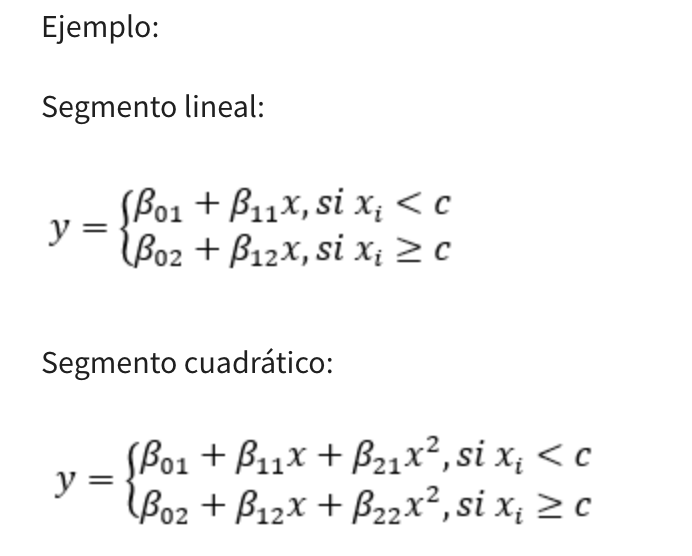 Ejemplo:
Segmento lineal:
y = {β₀₁ + β₁₁x, si xᵢ < c
β₀₂ + β₁₂x, si xᵢ ≥ c
Segmento cuadrático:
y = {β₀₁ + β₁₁x + β₂₁x², si xᵢ < c
β₀₂ + β₁₂x + β₂₂x², si xᵢ ≥ c